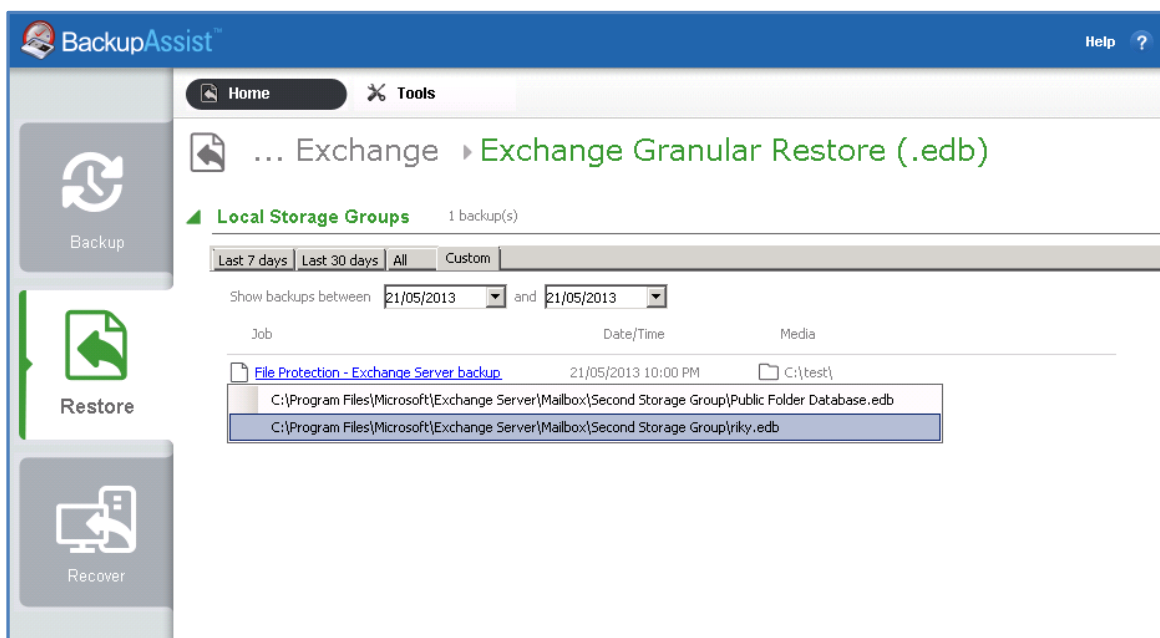 BackupAssist™
Help ?
Home Tools
Backup
Restore
Recover
... Exchange Exchange Granular Restore (.edb)
Local Storage Groups 1 backup(s)
Last 7 days Last 30 days All Custom
Show backups between 21/05/2013 and 21/05/2013
Job Date/Time Media
File Protection - Exchange Server backup 21/05/2013 10:00 PM C:\test\
C:\Program Files\Microsoft\Exchange Server\Mailbox\Second Storage Group\Public Folder Database.edb
C:\Program Files\Microsoft\Exchange Server\Mailbox\Second Storage Group\riky.edb